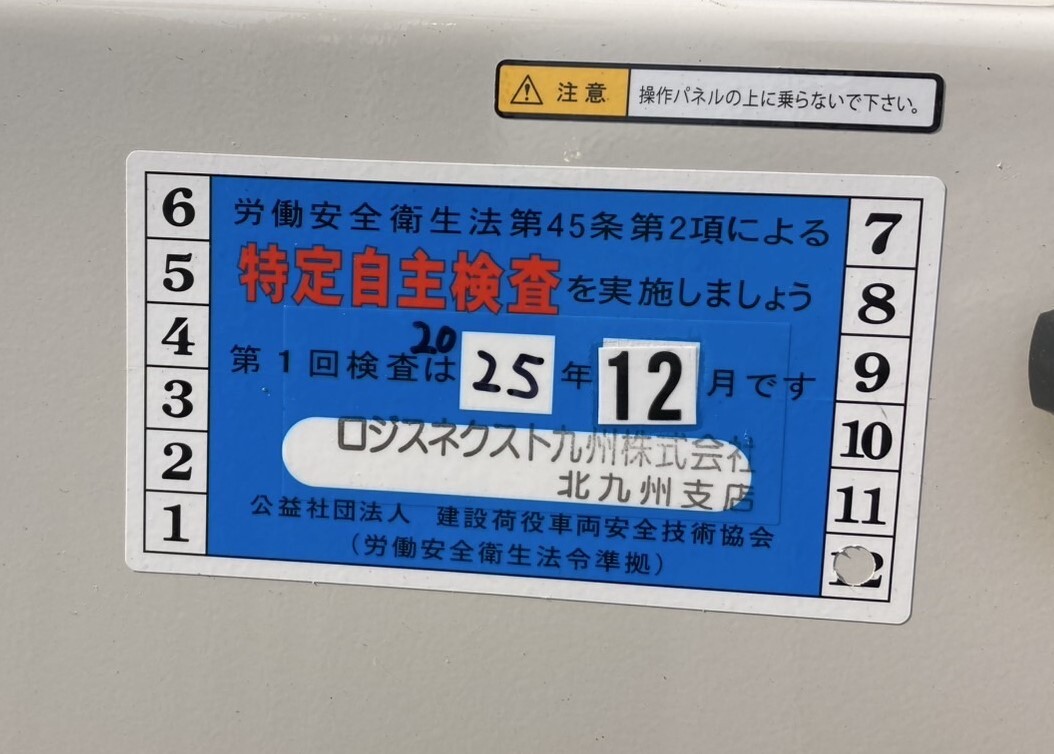 注意 操作パネルの上に乗らないで下さい。
6
5
4
3
2
1
労働安全衛生法第45条第2項による
特定自主検査を実施しましょう
第1回検査は2025年12月です
ロジスネクスト九州株式会社
北九州支店
公益社団法人 建設荷役車両安全技術協会
(労働安全衛生法令準拠)
7
8
9
10
11
12